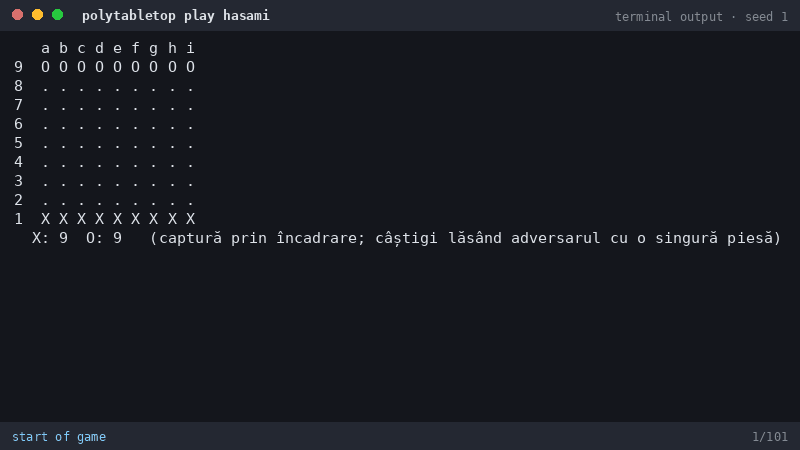 polytabletop play hasami
terminal output · seed 1
a b c d e f g h i
9 O O O O O O O O O
8 . . . . . . . . .
7 . . . . . . . . .
6 . . . . . . . . .
5 . . . . . . . . .
4 . . . . . . . . .
3 . . . . . . . . .
2 . . . . . . . . .
1 X X X X X X X X X
X: 9 O: 9 (captură prin încadrare; câștigi lăsând adversarul cu o singură piesă)
start of game
1/101